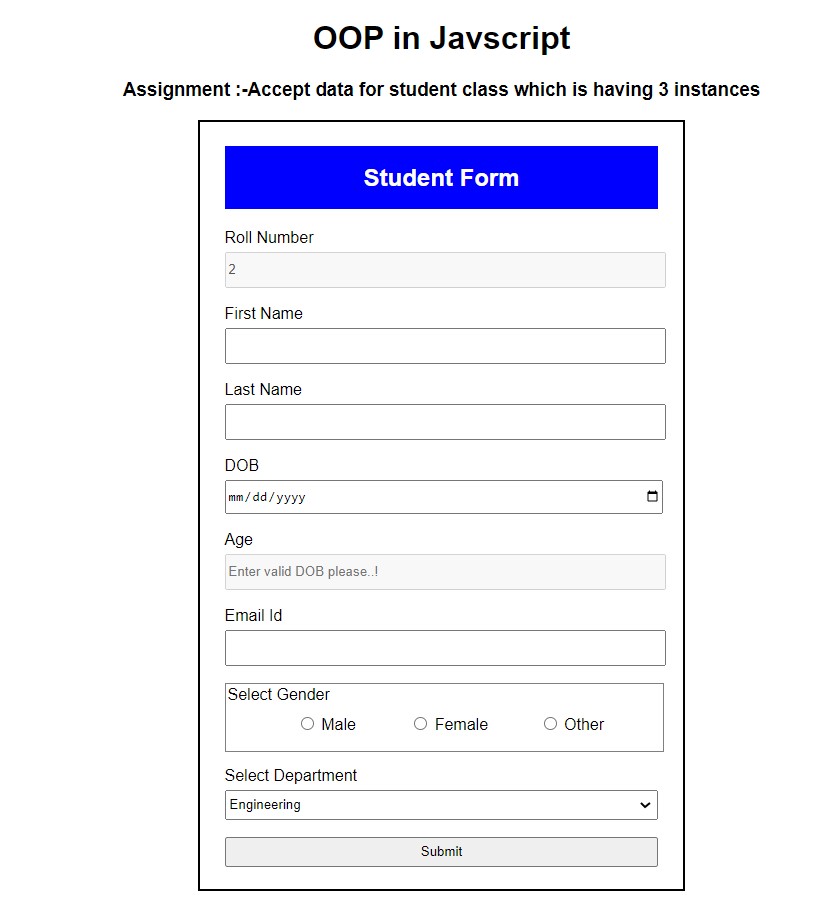 OOP in Javscript
Assignment :-Accept data for student class which is having 3 instances
Student Form
Roll Number
2
First Name
Last Name
DOB
mm/dd/yyyy
Age
Enter valid DOB please..!
Email Id
Select Gender
Male Female Other
Select Department
Engineering
Submit